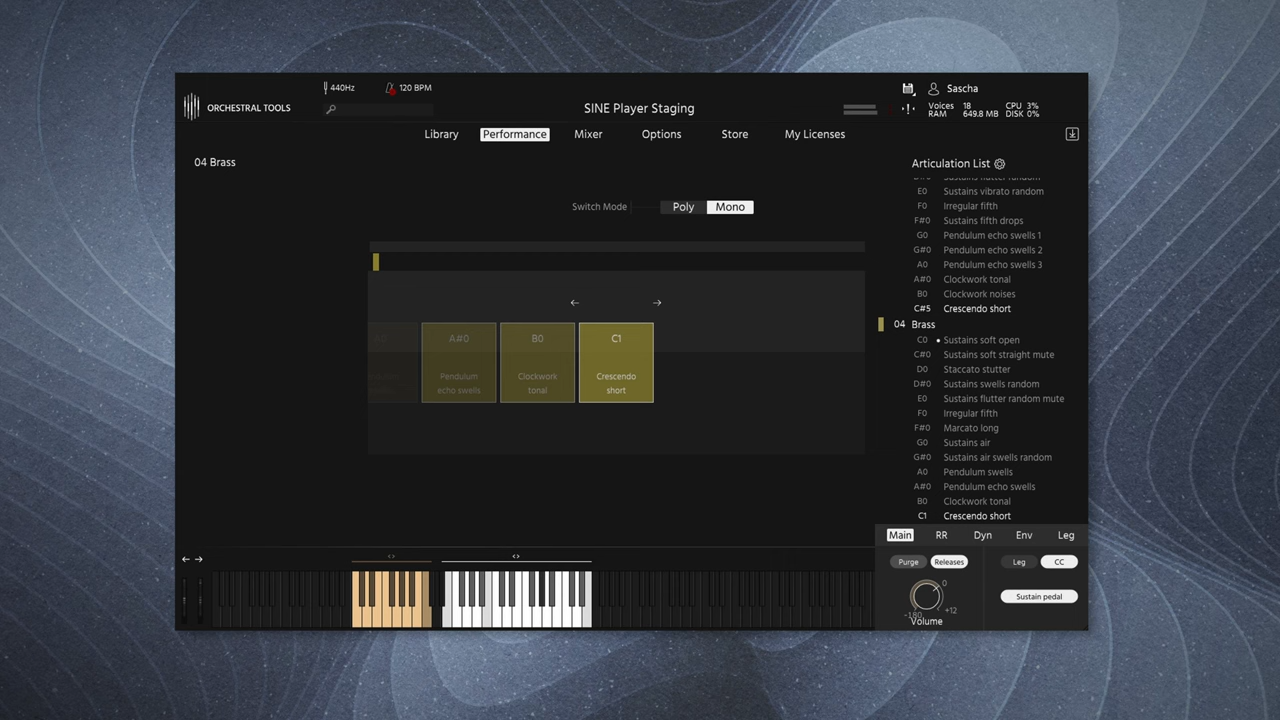 440Hz
120 BPM
Sascha
ORCHESTRAL TOOLS
SINE Player Staging
Voices 18 CPU 3%
RAM 649.8 MB DISK 0%
Library Performance Mixer Options Store My Licenses
04 Brass
Articulation List
Sustains flutter random
E0 Sustains vibrato random
F0 Irregular fifth
F#0 Sustains fifth drops
G0 Pendulum echo swells 1
G#0 Pendulum echo swells 2
A0 Pendulum echo swells 3
A#0 Clockwork tonal
B0 Clockwork noises
C#5 Crescendo short
04 Brass
C0 Sustains soft open
C#0 Sustains soft straight mute
D0 Staccato stutter
D#0 Sustains swells random
E0 Sustains flutter random mute
F0 Irregular fifth
F#0 Marcato long
G0 Sustains air
G#0 Sustains air swells random
A0 Pendulum swells
A#0 Pendulum echo swells
B0 Clockwork tonal
C1 Crescendo short
Switch Mode Poly Mono
A0
A#0
Pendulum
echo swells
B0
Clockwork
tonal
C1
Crescendo
short
Main RR Dyn Env Leg
Purge Releases Leg CC
0
-180 +12
Volume
Sustain pedal